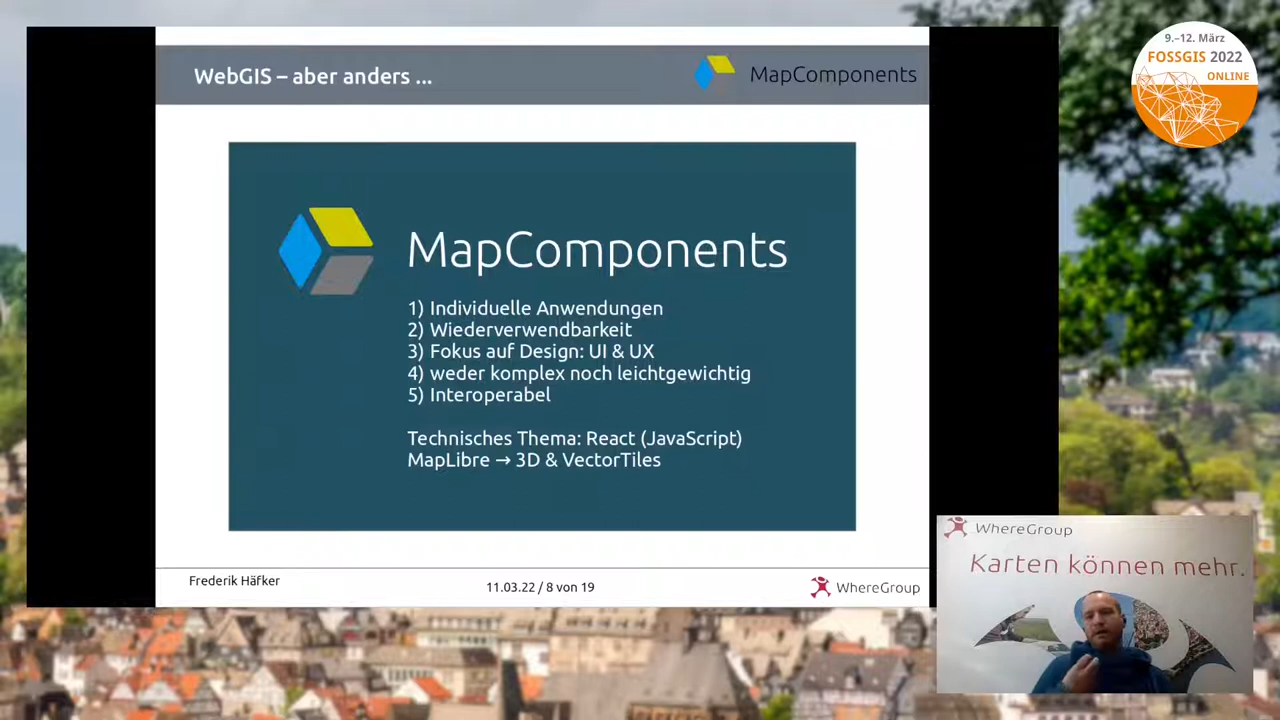 WebGIS – aber anders ...
MapComponents
9.–12. März
FOSSGIS 2022
ONLINE
MapComponents
1) Individuelle Anwendungen
2) Wiederverwendbarkeit
3) Fokus auf Design: UI & UX
4) weder komplex noch leichtgewichtig
5) Interoperabel
Technisches Thema: React (JavaScript)
MapLibre → 3D & VectorTiles
Frederik Häfker
11.03.22 / 8 von 19
WhereGroup
WhereGroup
Karten können mehr.